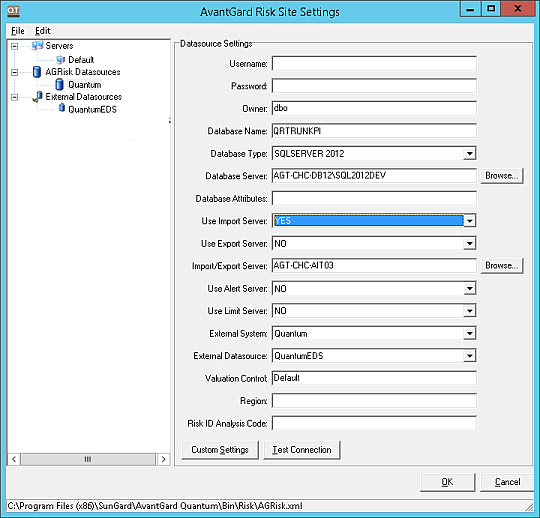 QT
AvantGard Risk Site Settings
File Edit
Servers
Default
AGRisk Datasources
Quantum
External Datasources
QuantumEDS
Datasource Settings
Username:
Password:
Owner: dbo
Database Name: QRTRUNKPI
Database Type: SQLSERVER 2012
Database Server: AGT-CHC-DB12\SQL2012DEV Browse...
Database Attributes:
Use Import Server: YES
Use Export Server: NO
Import/Export Server: AGT-CHC-AIT03 Browse...
Use Alert Server: NO
Use Limit Server: NO
External System: Quantum
External Datasource: QuantumEDS
Valuation Control: Default
Region:
Risk ID Analysis Code:
Custom Settings Test Connection
OK Cancel
C:\Program Files (x86)\SunGard\AvantGard Quantum\Bin\Risk\AGRisk.xml